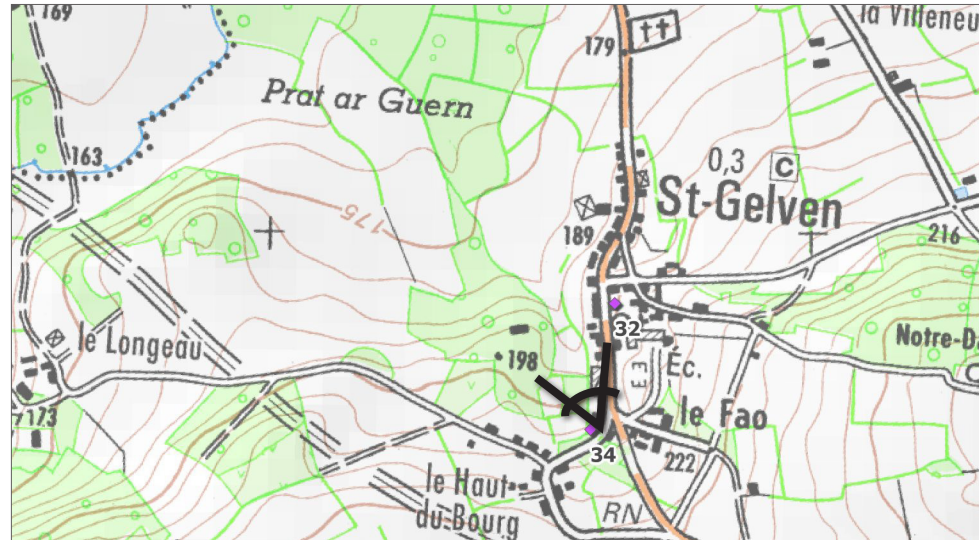 169
la Villeneu
179
Prat ar Guern
163
0,3
C
St-Gelven
175
189
216
32
le Longeau
198
Éc.
Notre-Da
173
le Fao
34
222
le Haut
du Bourg
RN